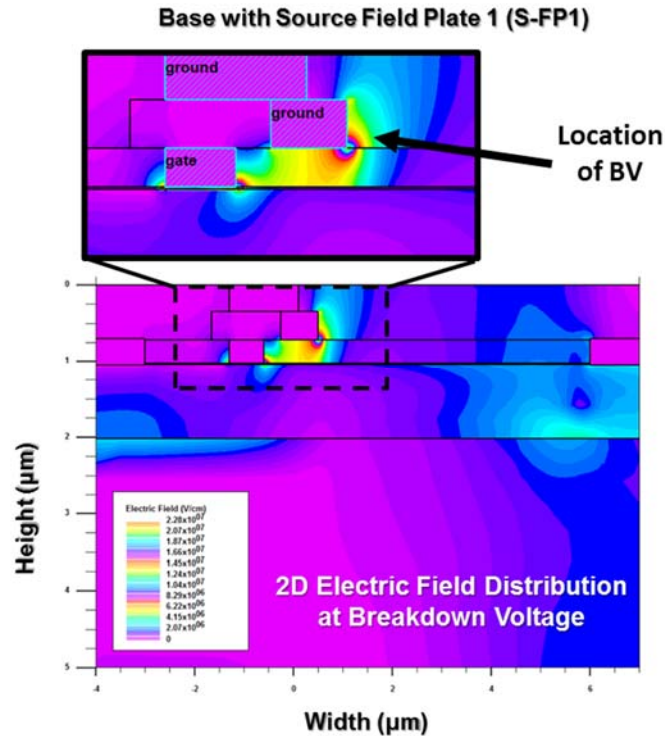 Base with Source Field Plate 1 (S-FP1)
ground
ground
gate
Location
of BV
0
1
2
3
4
5
Height (µm)
Electric Field (V/cm)
2.28x10^07
2.07x10^07
1.87x10^07
1.66x10^07
1.45x10^07
1.24x10^07
1.04x10^07
8.29x10^06
6.22x10^06
4.15x10^06
2.07x10^06
0
2D Electric Field Distribution
at Breakdown Voltage
-4
-2
0
2
4
6
Width (µm)